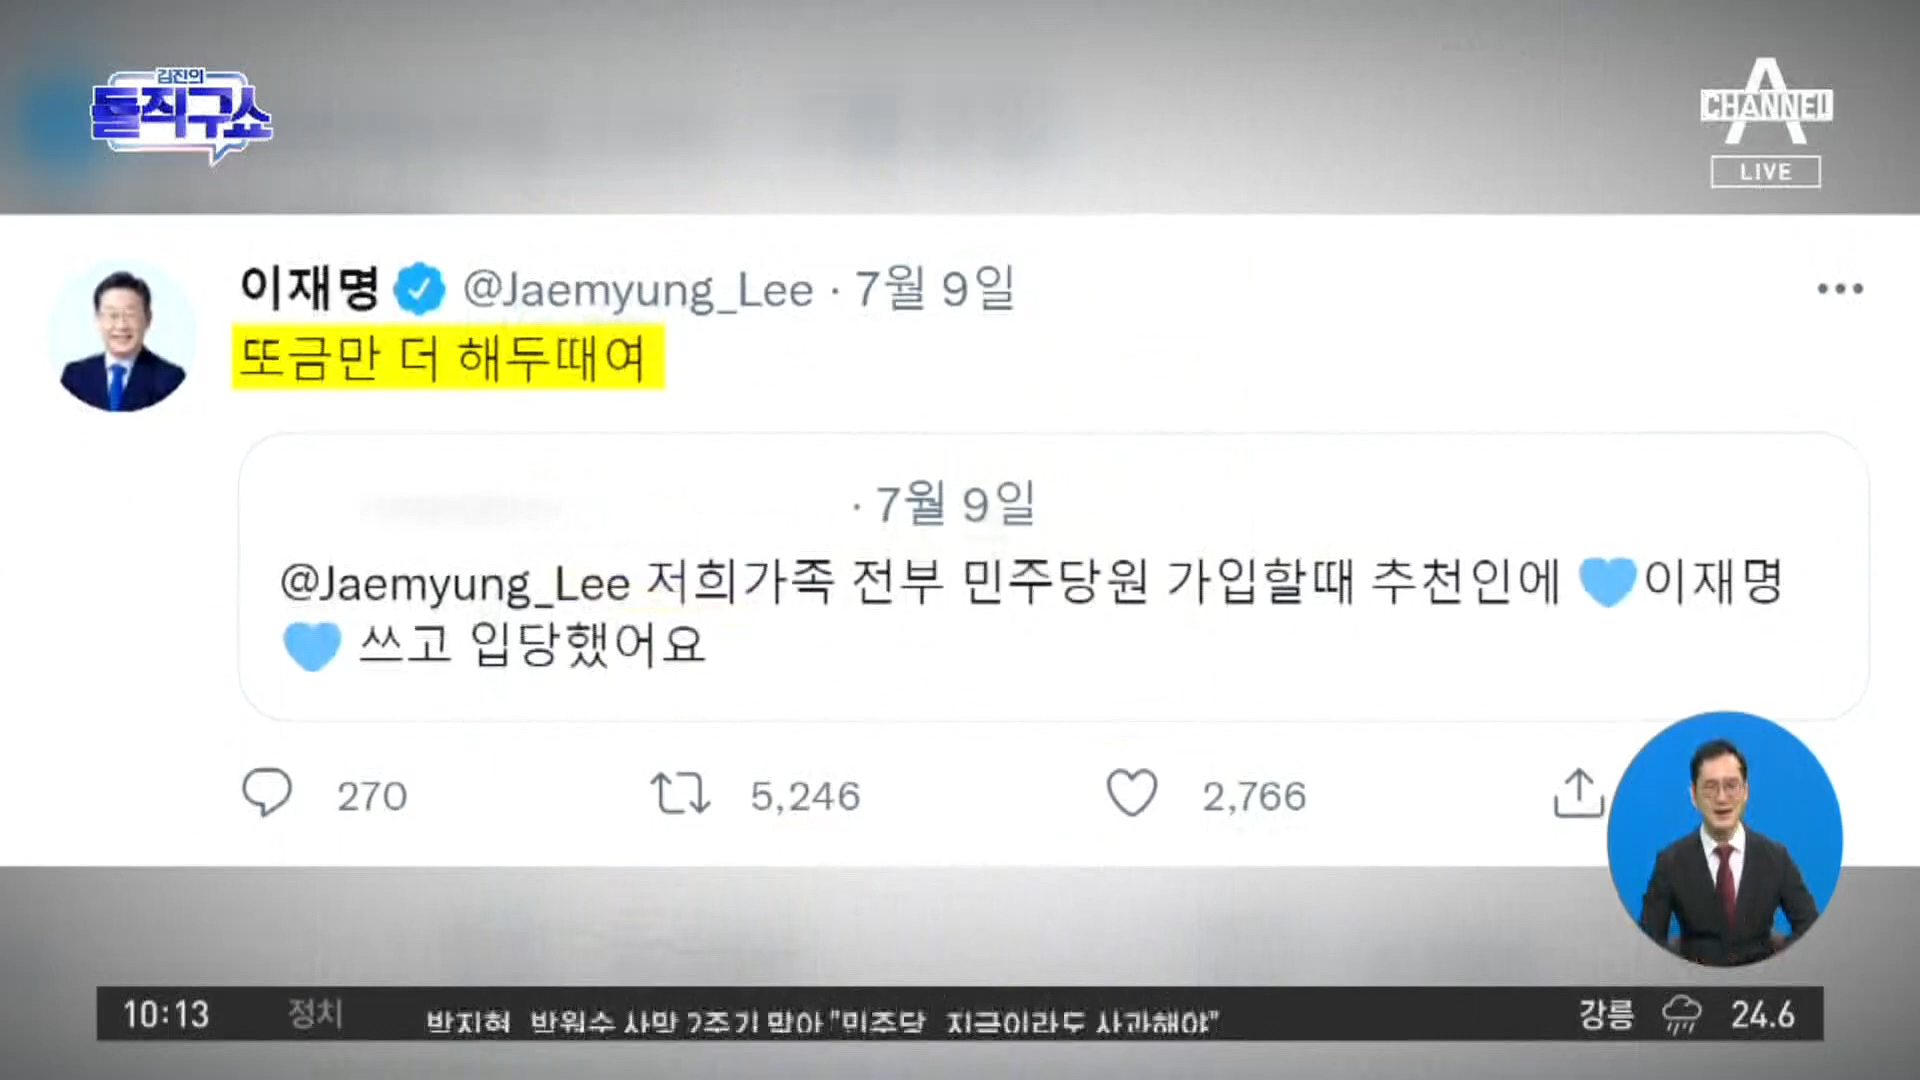 김진의
돌직구쇼
CHANNEL A
LIVE
이재명 @Jaemyung_Lee · 7월 9일
또금만 더 해두때여
· 7월 9일
@Jaemyung_Lee 저희가족 전부 민주당원 가입할때 추천인에 💙이재명
💙 쓰고 입당했어요
270 5,246 2,766
10:13 정치 박지현 박원수 사망 2주기 맞아 "민주당 지금이라도 사과해야" 강릉 24.6